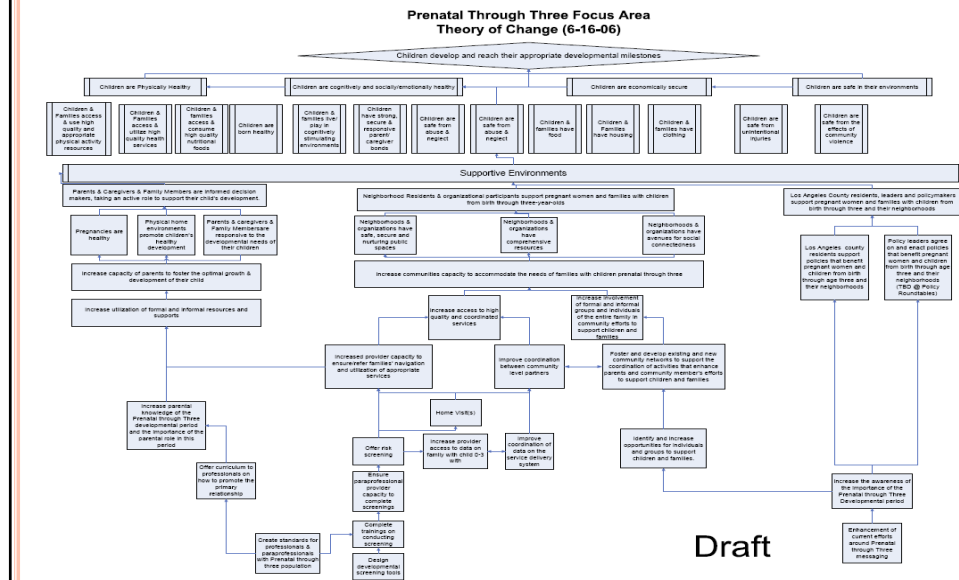 Prenatal Through Three Focus Area
Theory of Change (6-16-06)
Children develop and reach their appropriate developmental milestones
Children are Physically Healthy
Children are cognitively and socially/emotionally healthy
Children are economically secure
Children are safe in their environments
Children &
Families access
& use high
quality and
appropriate
physical activity
resources
Children &
Families
access &
utilize high
quality health
services
Children &
families
access &
consume
high quality
nutritional
foods
Children are
born healthy
Children &
families live/
play in
cognitively
stimulating
environments
Children
have strong,
secure &
responsive
parent/
caregiver
bonds
Children are
safe from
abuse &
neglect
Children are
safe from
abuse &
neglect
Children
& families have
food
Children &
Families
have housing
Children &
families have
clothing
Children are
safe from
unintentional
injuries
Children are
safe from the
effects of
community
violence
Supportive Environments
Parents & Caregivers & Family Members are informed decision
makers, taking an active role to support their child's development.
Neighborhood Residents & organizational participants support pregnant women and families with children
from birth through three-year-olds
Los Angeles County residents, leaders and policymakers
support pregnant women and families with children from
birth through three and their neighborhoods
Pregnancies are
healthy
Physical home
environments
promote children's
healthy
development
Parents & caregivers &
Family Membersare
responsive to the
developmental needs of
their children
Neighborhoods &
organizations have
safe, secure and
nurturing public
spaces
Neighborhoods &
organizations
have
comprehensive
resources
Neighborhoods &
organizations have
avenues for social
connectedness
Los Angeles county
residents support
policies that benefit
pregnant women and
children from birth
through age three and
their neighborhoods
Policy leaders agree
on and enact policies
that benefit pregnant
women and children
from birth through age
three and their
neighborhoods
(TBD @ Policy
Roundtables)
Increase capacity of parents to foster the optimal growth &
development of their child
Increase communities capacity to accommodate the needs of families with children prenatal through three
Increase utilization of formal and informal resources and
supports
Increase access to high
quality and coordinated
services
Increase involvement of
formal and informal
groups and individuals
of the entire family in
community efforts to
support children and
families
Increased provider capacity to
ensure/refer families' navigation
and utilization of appropriate
services
Improve coordination
between community
level partners
Foster and develop existing and new
community networks to support the
coordination of activities that enhance
parents and community member's efforts
to support children and families
Increase parental
knowledge of the
Prenatal through Three
developmental period
and the importance of the
parental role in this
period
Home Visit(s)
Offer risk
screening
Increase provider
access to data on
family with child 0-3
with
Improve
coordination of
data on the
service delivery
system
Identify and increase
opportunities for individuals
and groups to support
children and families.
Offer curriculum to
professionals on
how to promote the
primary
relationship
Ensure
paraprofessional
provider
capacity to
complete
screenings
Increase the awareness of
the importance of the
Prenatal through Three
Developmental period
Create standards for
professionals &
paraprofessionals
with Prenatal through
three population
Complete
trainings on
conducting
screening
Enhancement of
current efforts
around Prenatal
through Three
messaging
Design
developmental
screening tools
Draft